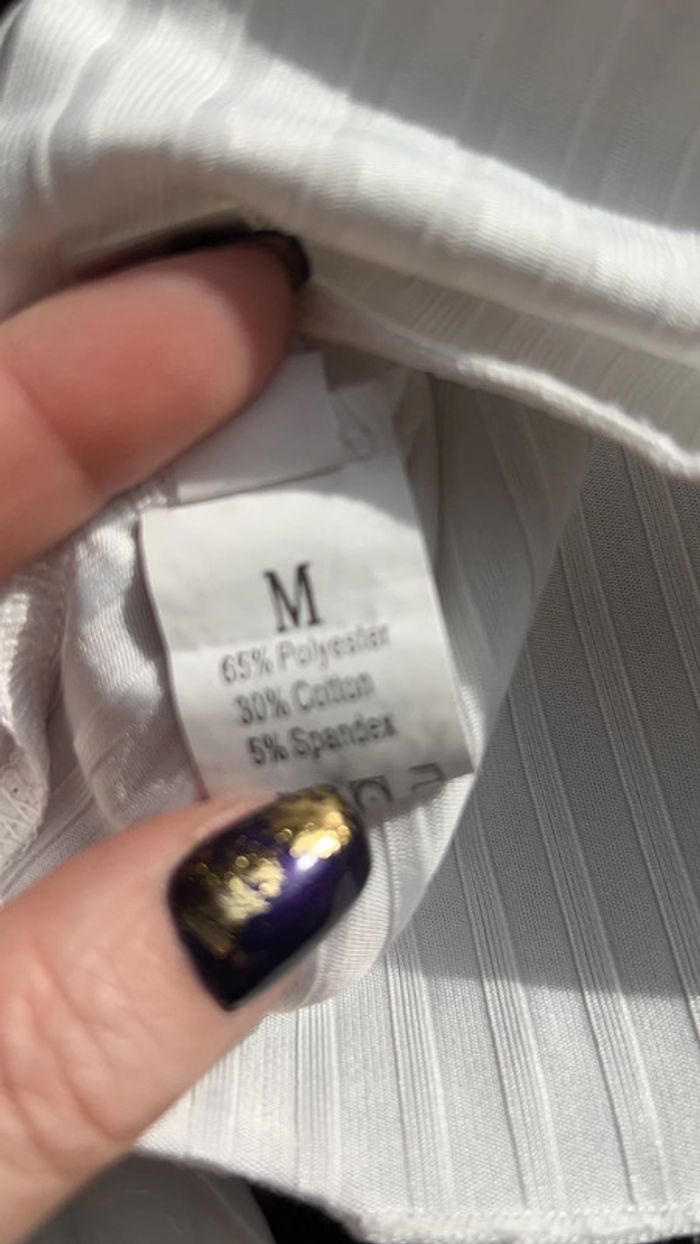 M
65% Polyester
30% Cotton
5% Spandex